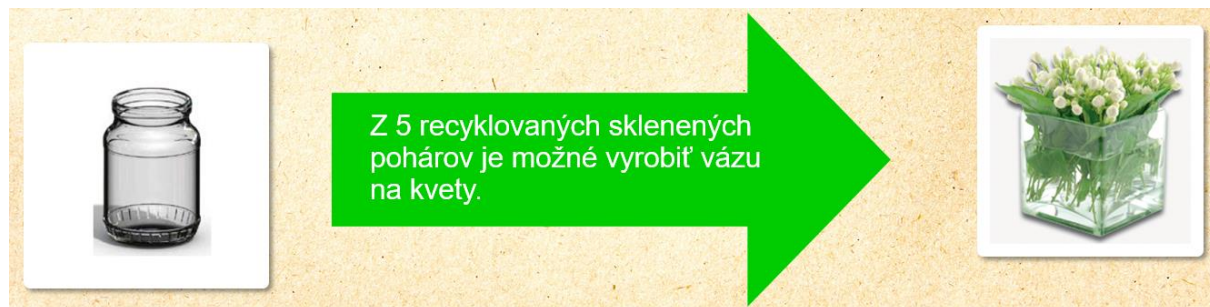 Z 5 recyklovaných sklenených
pohárov je možné vyrobiť vázu
na kvety.